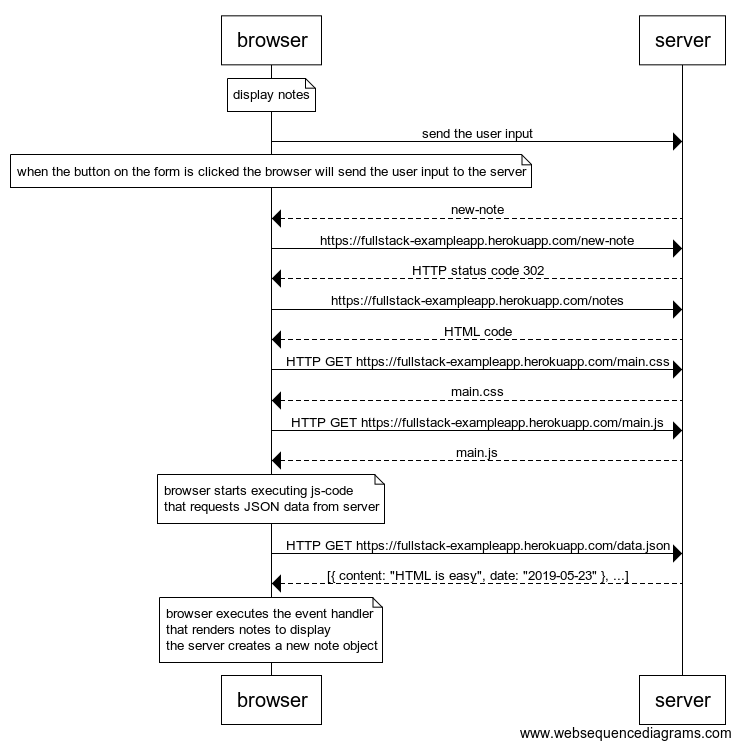 browser
server
display notes
send the user input
when the button on the form is clicked the browser will send the user input to the server
new-note
https://fullstack-exampleapp.herokuapp.com/new-note
HTTP status code 302
https://fullstack-exampleapp.herokuapp.com/notes
HTML code
HTTP GET https://fullstack-exampleapp.herokuapp.com/main.css
main.css
HTTP GET https://fullstack-exampleapp.herokuapp.com/main.js
main.js
browser starts executing js-code
that requests JSON data from server
HTTP GET https://fullstack-exampleapp.herokuapp.com/data.json
[{ content: "HTML is easy", date: "2019-05-23" }, ...]
browser executes the event handler
that renders notes to display
the server creates a new note object
browser
server
www.websequencediagrams.com